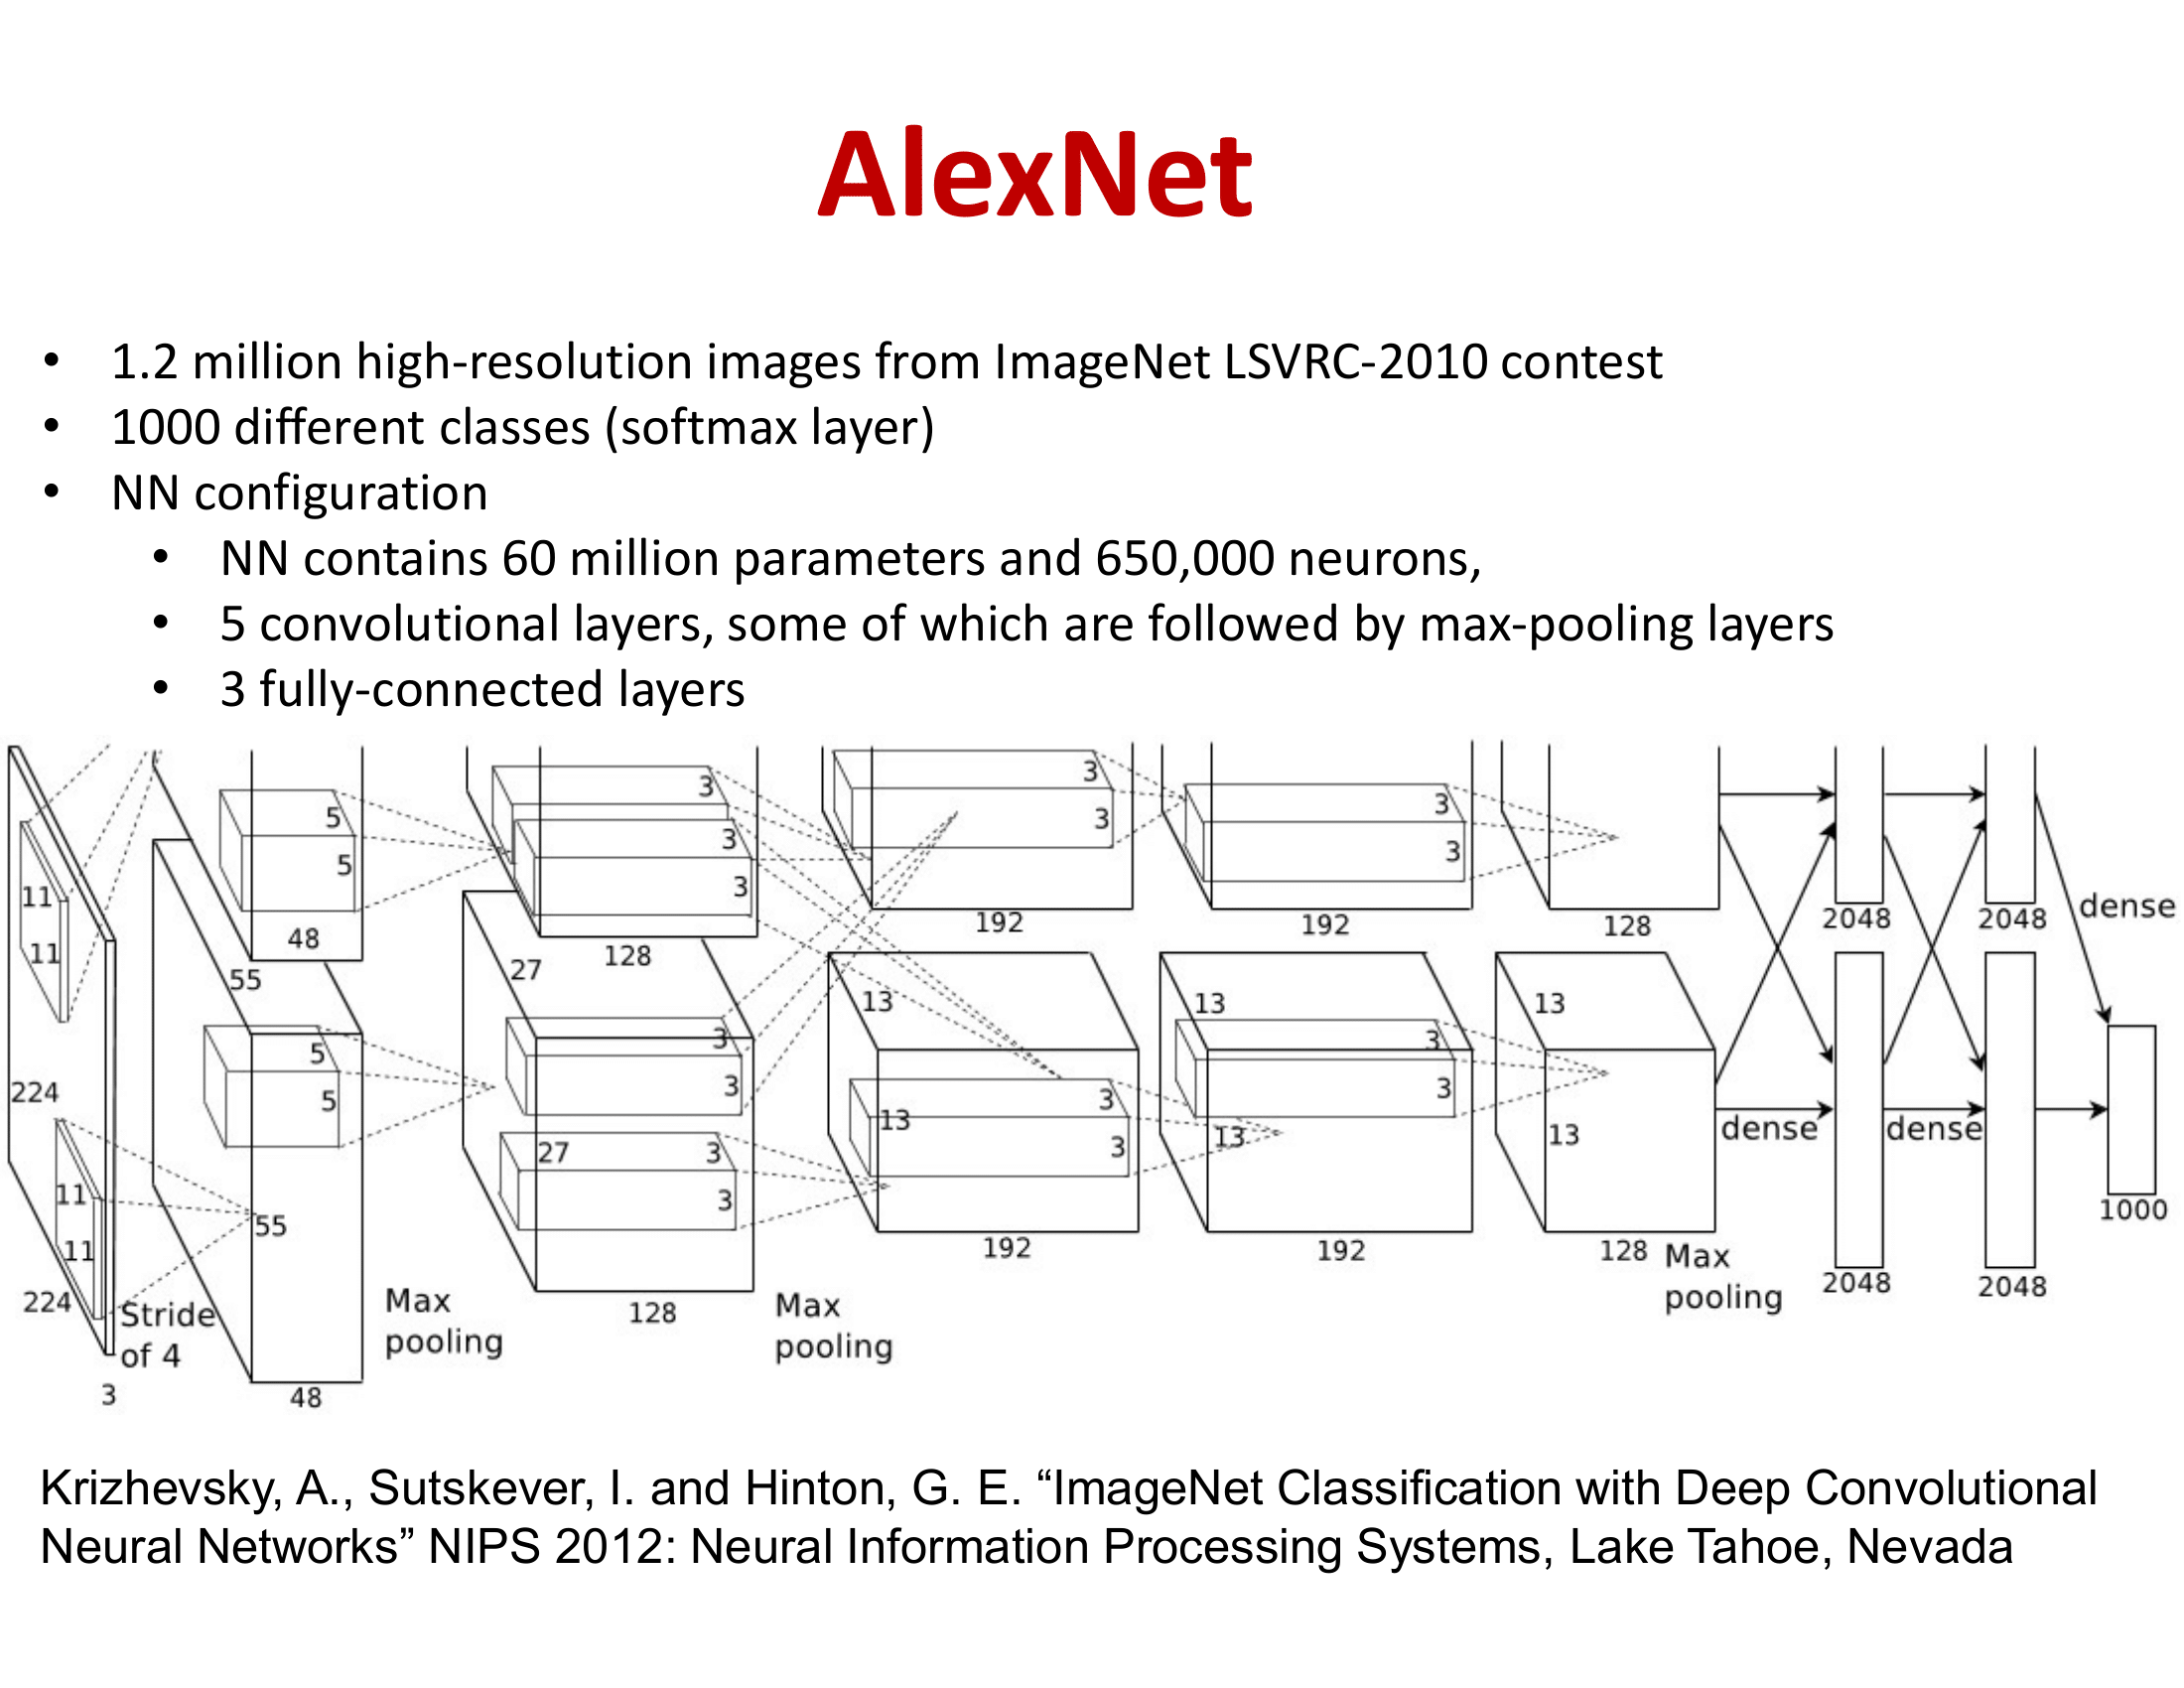 AlexNet
• 1.2 million high-resolution images from ImageNet LSVRC-2010 contest
• 1000 different classes (softmax layer)
• NN configuration
• NN contains 60 million parameters and 650,000 neurons,
• 5 convolutional layers, some of which are followed by max-pooling layers
• 3 fully-connected layers
11
11
224
11
11
224
3
Stride
of 4
5
5
48
55
5
5
55
48
Max
pooling
3
3
3
128
27
3
3
27
3
3
128
Max
pooling
3
3
192
13
3
13
3
192
3
3
192
13
3
3
13
192
128
13
13
128
Max
pooling
dense
2048
2048
dense
2048
2048
dense
1000
Krizhevsky, A., Sutskever, I. and Hinton, G. E. “ImageNet Classification with Deep Convolutional
Neural Networks” NIPS 2012: Neural Information Processing Systems, Lake Tahoe, Nevada